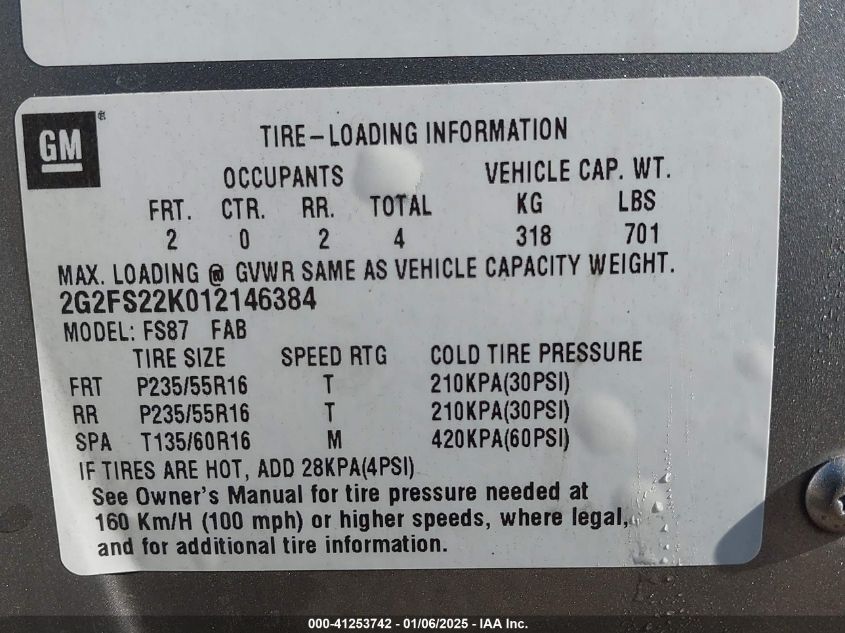 GM®
TIRE-LOADING INFORMATION
OCCUPANTS VEHICLE CAP. WT.
FRT. CTR. RR. TOTAL KG LBS
2 0 2 4 318 701
MAX. LOADING @ GVWR SAME AS VEHICLE CAPACITY WEIGHT.
2G2FS22K012146384
MODEL: FS87 FAB
TIRE SIZE SPEED RTG COLD TIRE PRESSURE
FRT P235/55R16 T 210KPA(30PSI)
RR P235/55R16 T 210KPA(30PSI)
SPA T135/60R16 M 420KPA(60PSI)
IF TIRES ARE HOT, ADD 28KPA(4PSI)
See Owner's Manual for tire pressure needed at
160 Km/H (100 mph) or higher speeds, where legal,
and for additional tire information.
000-41253742 - 01/06/2025 - IAA Inc.